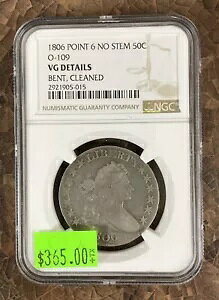 1806 POINT 6 NO STEM 50C
O-109
VG DETAILS
BENT, CLEANED
2921905-015
NUMISMATIC GUARANTY COMPANY
NGC
LIBERTY
$365.00